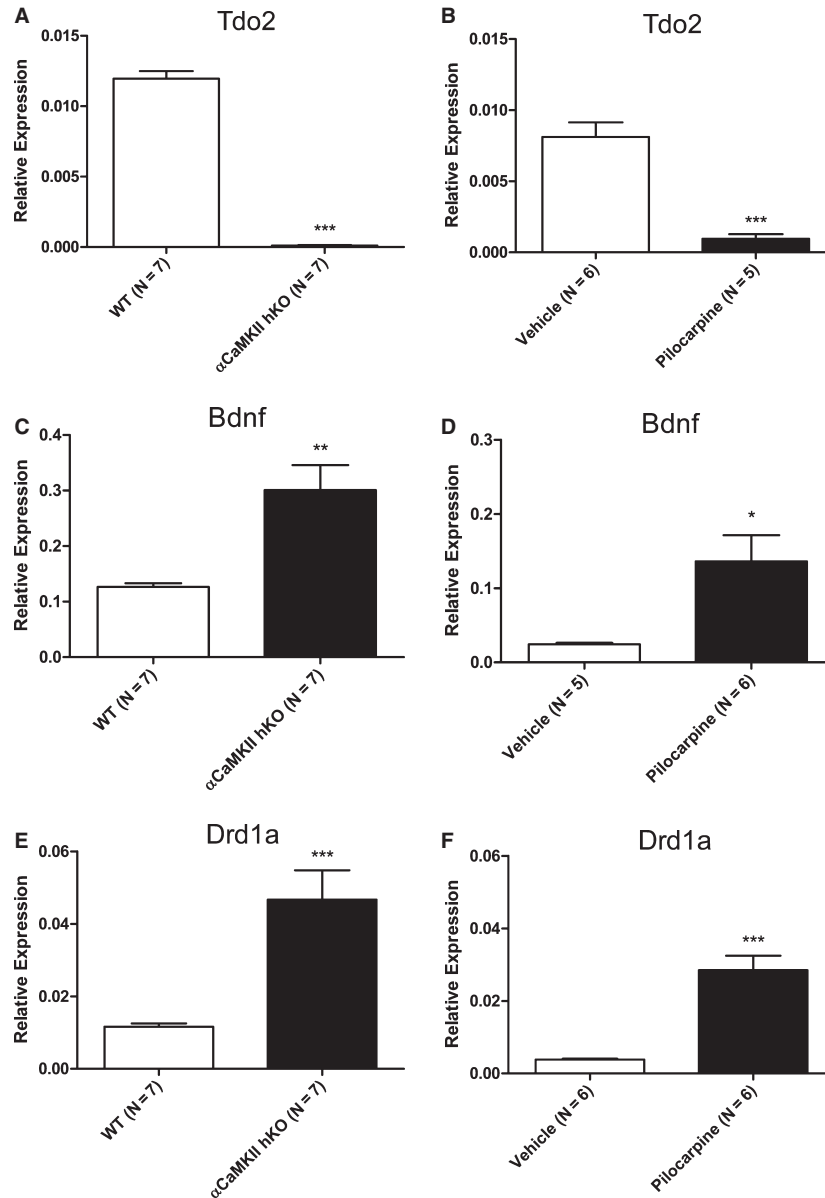 A
Tdo2
Relative Expression
0.015
0.010
0.005
0.000
***
WT (N = 7)
αCaMKII hKO (N = 7)
B
Tdo2
Relative Expression
0.015
0.010
0.005
0.000
***
Vehicle (N = 6)
Pilocarpine (N = 5)
C
Bdnf
Relative Expression
0.4
0.3
0.2
0.1
0.0
**
WT (N = 7)
αCaMKII hKO (N = 7)
D
Bdnf
Relative Expression
0.3
0.2
0.1
0.0
*
Vehicle (N = 5)
Pilocarpine (N = 6)
E
Drd1a
Relative Expression
0.06
0.04
0.02
0.00
***
WT (N = 7)
αCaMKII hKO (N = 7)
F
Drd1a
Relative Expression
0.06
0.04
0.02
0.00
***
Vehicle (N = 6)
Pilocarpine (N = 6)